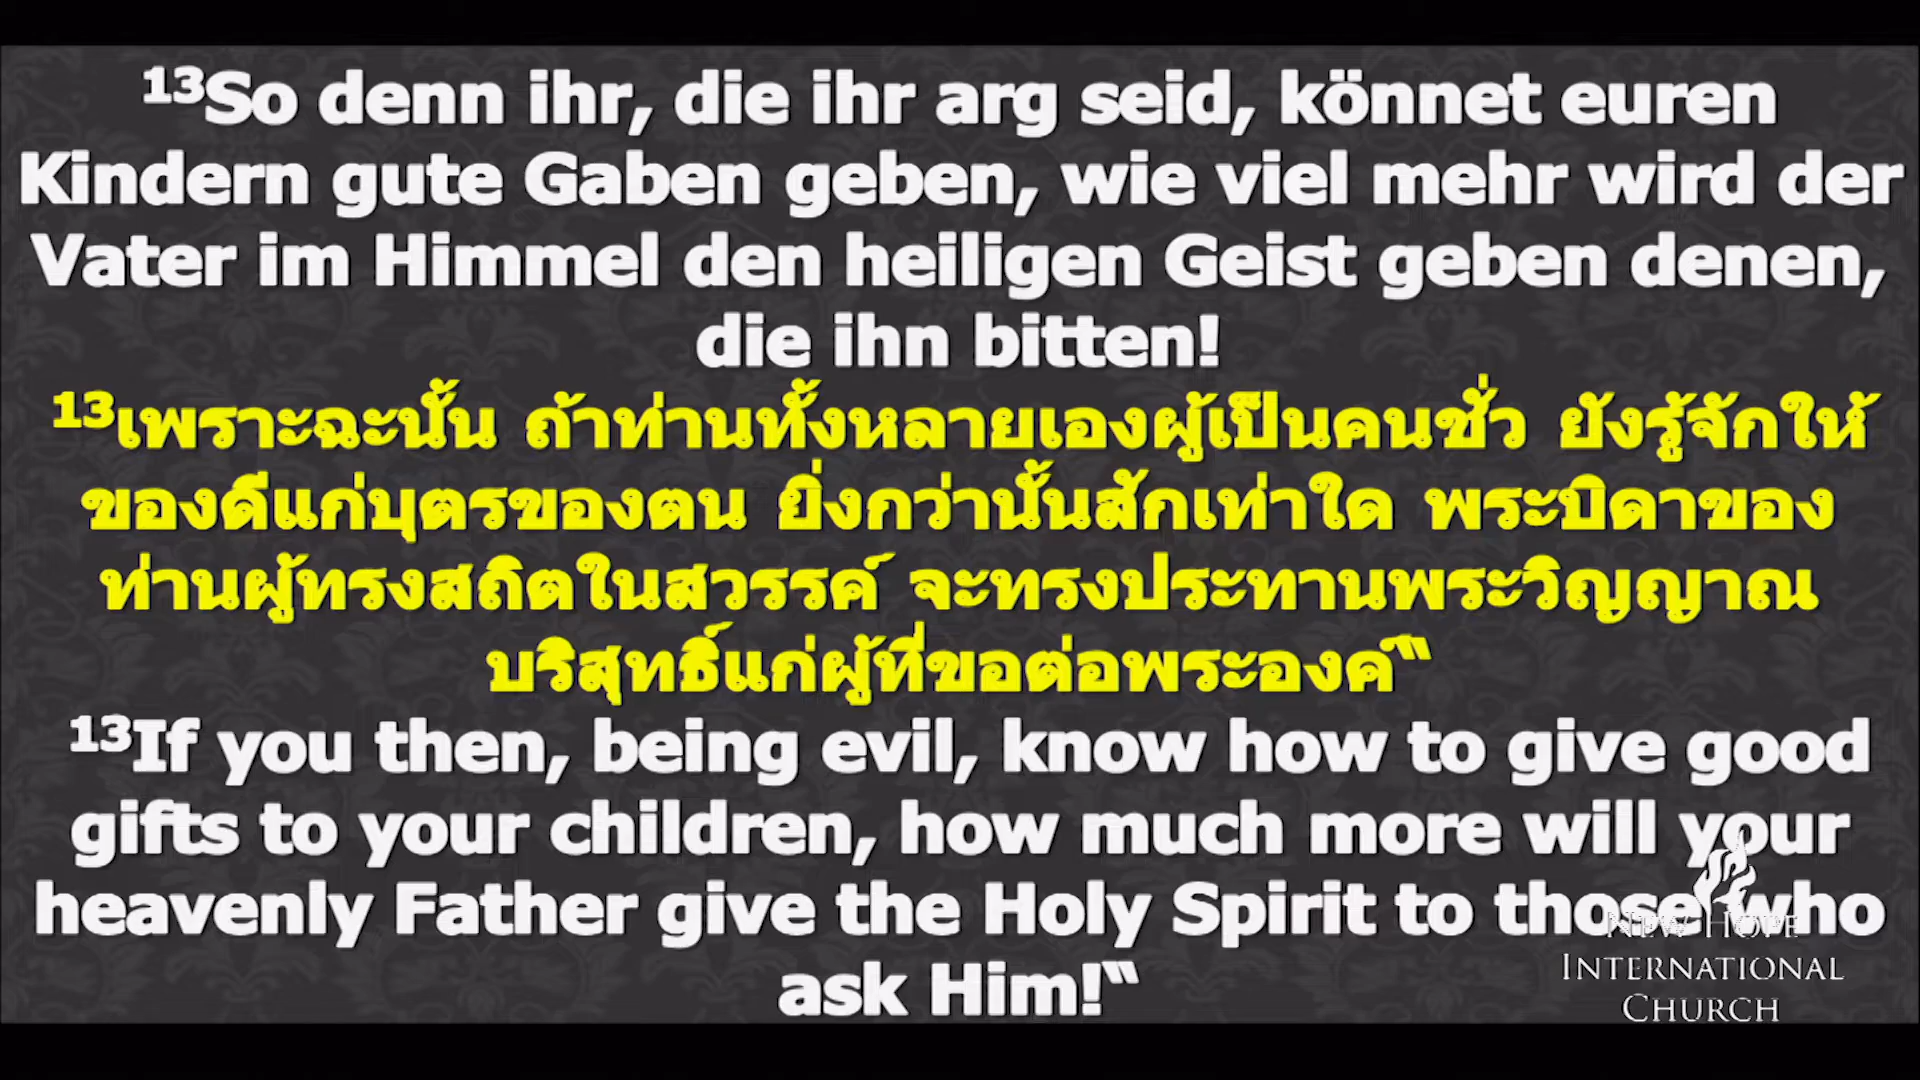 ¹³So denn ihr, die ihr arg seid, könnet euren
Kindern gute Gaben geben, wie viel mehr wird der
Vater im Himmel den heiligen Geist geben denen,
die ihn bitten!
¹³เพราะฉะนั้น ถ้าท่านทั้งหลายเองผู้เป็นคนชั่ว ยังรู้จักให้
ของดีแก่บุตรของตน ยิ่งกว่านั้นสักเท่าใด พระบิดาของ
ท่านผู้ทรงสถิตในสวรรค์ จะทรงประทานพระวิญญาณ
บริสุทธิ์แก่ผู้ที่ขอต่อพระองค์“
¹³If you then, being evil, know how to give good
gifts to your children, how much more will your
heavenly Father give the Holy Spirit to those who
ask Him!“
NEW HOPE
INTERNATIONAL
CHURCH